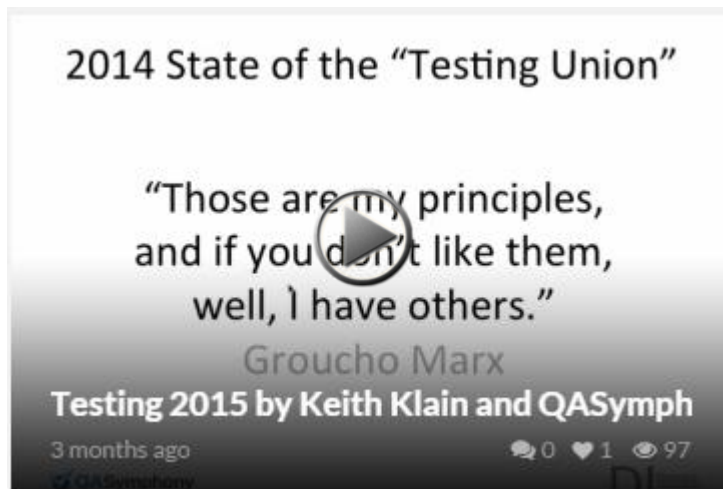 2014 State of the “Testing Union”
“Those are my principles,
and if you don’t like them,
well, I have others.”
Groucho Marx
Testing 2015 by Keith Klain and QASymph
3 months ago 0 1 97
QASymphony